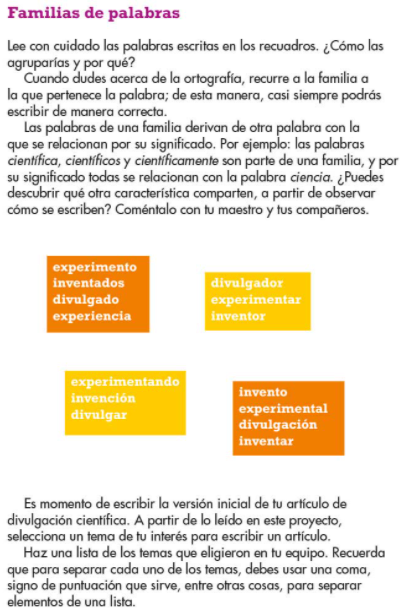 Familias de palabras
Lee con cuidado las palabras escritas en los recuadros. ¿Cómo las
agruparías y por qué?
Cuando dudes acerca de la ortografía, recurre a la familia a
la que pertenece la palabra; de esta manera, casi siempre podrás
escribir de manera correcta.
Las palabras de una familia derivan de otra palabra con la
que se relacionan por su significado. Por ejemplo: las palabras
científica, científicos y científicamente son parte de una familia, y por
su significado todas se relacionan con la palabra ciencia. ¿Puedes
descubrir qué otra característica comparten, a partir de observar
cómo se escriben? Coméntalo con tu maestro y tus compañeros.
experimento
inventados
divulgado
experiencia
divulgador
experimentar
inventor
experimentando
invención
divulgar
invento
experimental
divulgación
inventar
Es momento de escribir la versión inicial de tu artículo de
divulgación científica. A partir de lo leído en este proyecto,
selecciona un tema de tu interés para escribir un artículo.
Haz una lista de los temas que eligieron en tu equipo. Recuerda
que para separar cada uno de los temas, debes usar una coma,
signo de puntuación que sirve, entre otras cosas, para separar
elementos de una lista.